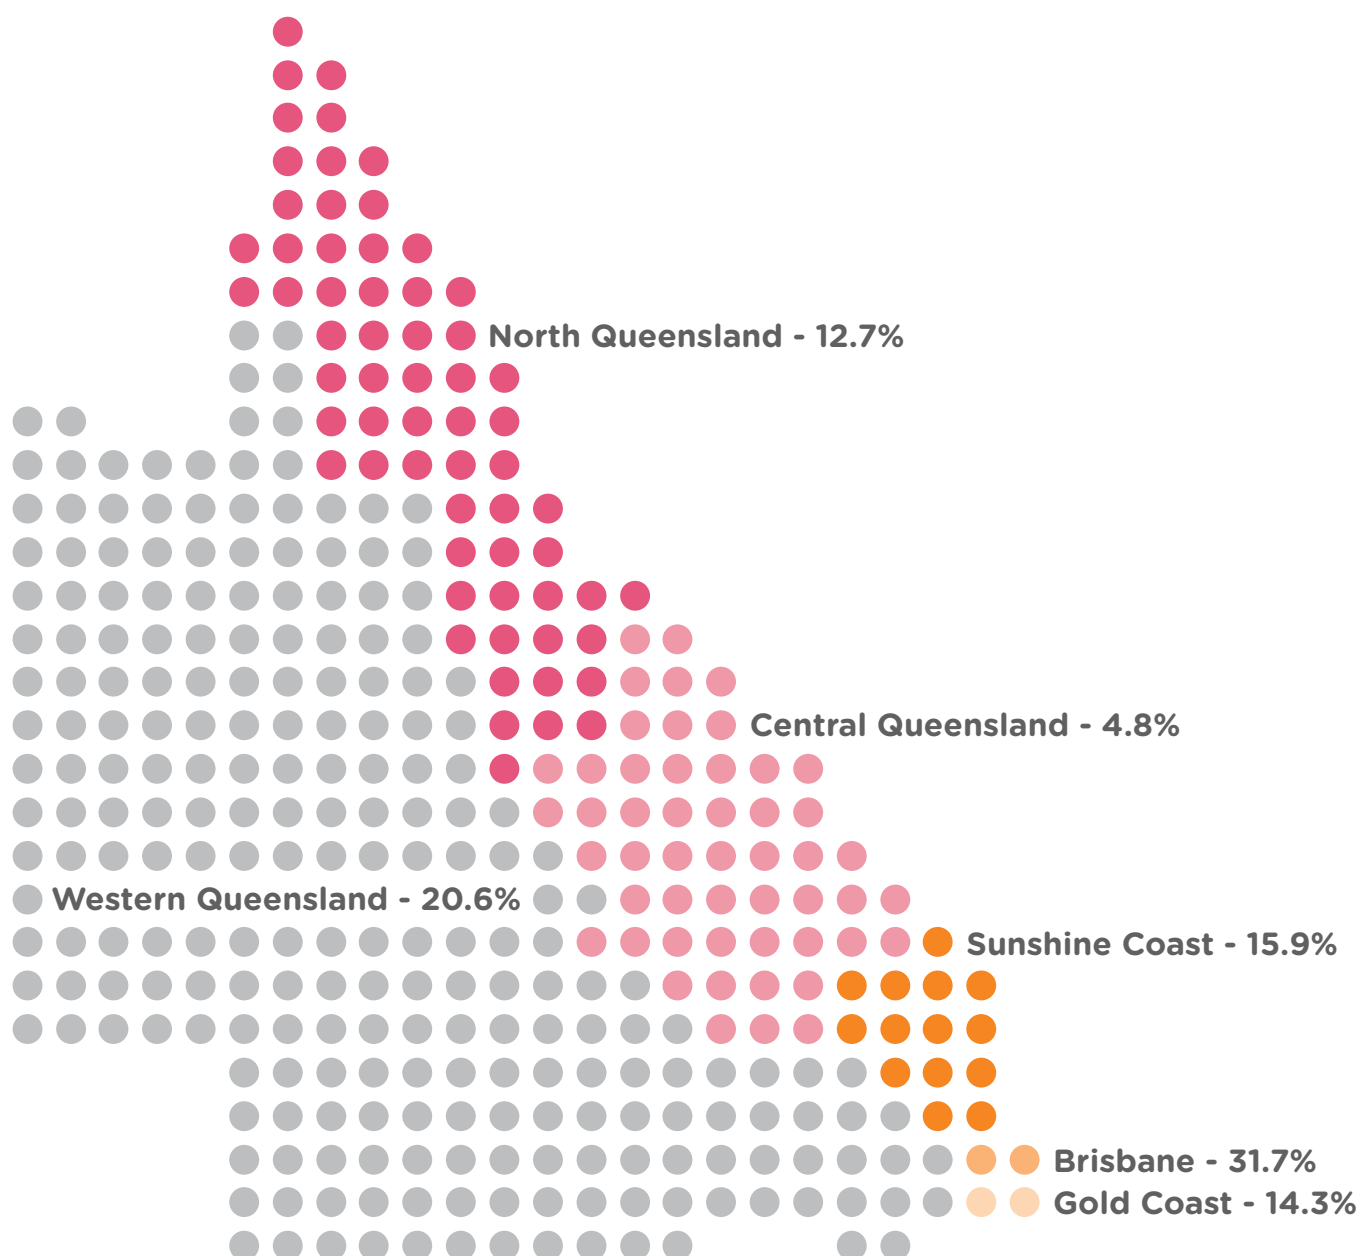 North Queensland - 12.7%
Central Queensland - 4.8%
Western Queensland - 20.6%
Sunshine Coast - 15.9%
Brisbane - 31.7%
Gold Coast - 14.3%